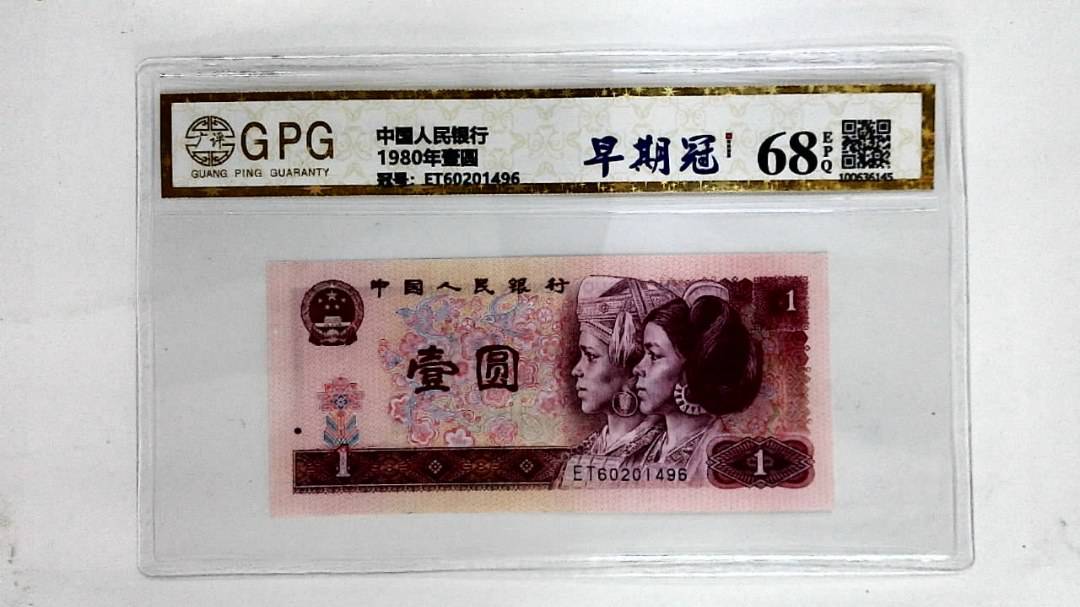 GPG
GUANG PING GUARANTY
中国人民银行
1980年壹圆
冠号：ET60201496
早期冠
68
EPQ
100636145
中国人民银行
1
壹圆
1
ET60201496
1